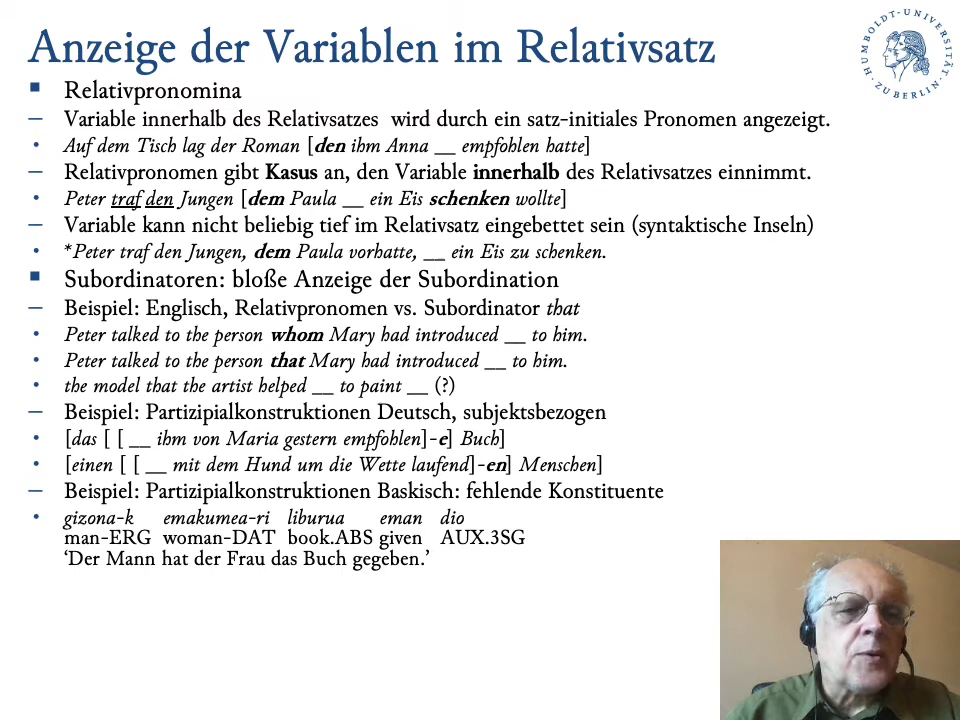 Anzeige der Variablen im Relativsatz
HUMBOLDT-UNIVERSITÄT
ZU BERLIN
Relativpronomina
– Variable innerhalb des Relativsatzes wird durch ein satz-initiales Pronomen angezeigt.
• Auf dem Tisch lag der Roman [den ihm Anna __ empfohlen hatte]
– Relativpronomen gibt Kasus an, den Variable innerhalb des Relativsatzes einnimmt.
• Peter traf den Jungen [dem Paula __ ein Eis schenken wollte]
– Variable kann nicht beliebig tief im Relativsatz eingebettet sein (syntaktische Inseln)
• *Peter traf den Jungen, dem Paula vorhatte, __ ein Eis zu schenken.
Subordinatoren: bloße Anzeige der Subordination
– Beispiel: Englisch, Relativpronomen vs. Subordinator that
• Peter talked to the person whom Mary had introduced __ to him.
• Peter talked to the person that Mary had introduced __ to him.
• the model that the artist helped __ to paint __ (?)
– Beispiel: Partizipialkonstruktionen Deutsch, subjektsbezogen
• [das [ [ __ ihm von Maria gestern empfohlen]-e] Buch]
• [einen [ [ __ mit dem Hund um die Wette laufend]-en] Menschen]
– Beispiel: Partizipialkonstruktionen Baskisch: fehlende Konstituente
• gizona-k emakumea-ri liburua eman dio
man-ERG woman-DAT book.ABS given AUX.3SG
‘Der Mann hat der Frau das Buch gegeben.’